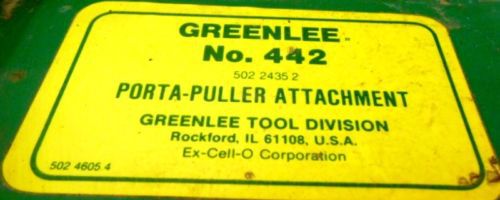 GREENLEE
No. 442
502 2435 2
PORTA-PULLER ATTACHMENT
GREENLEE TOOL DIVISION
Rockford, IL 61108, U.S.A.
Ex-Cell-O Corporation
502 4605 4